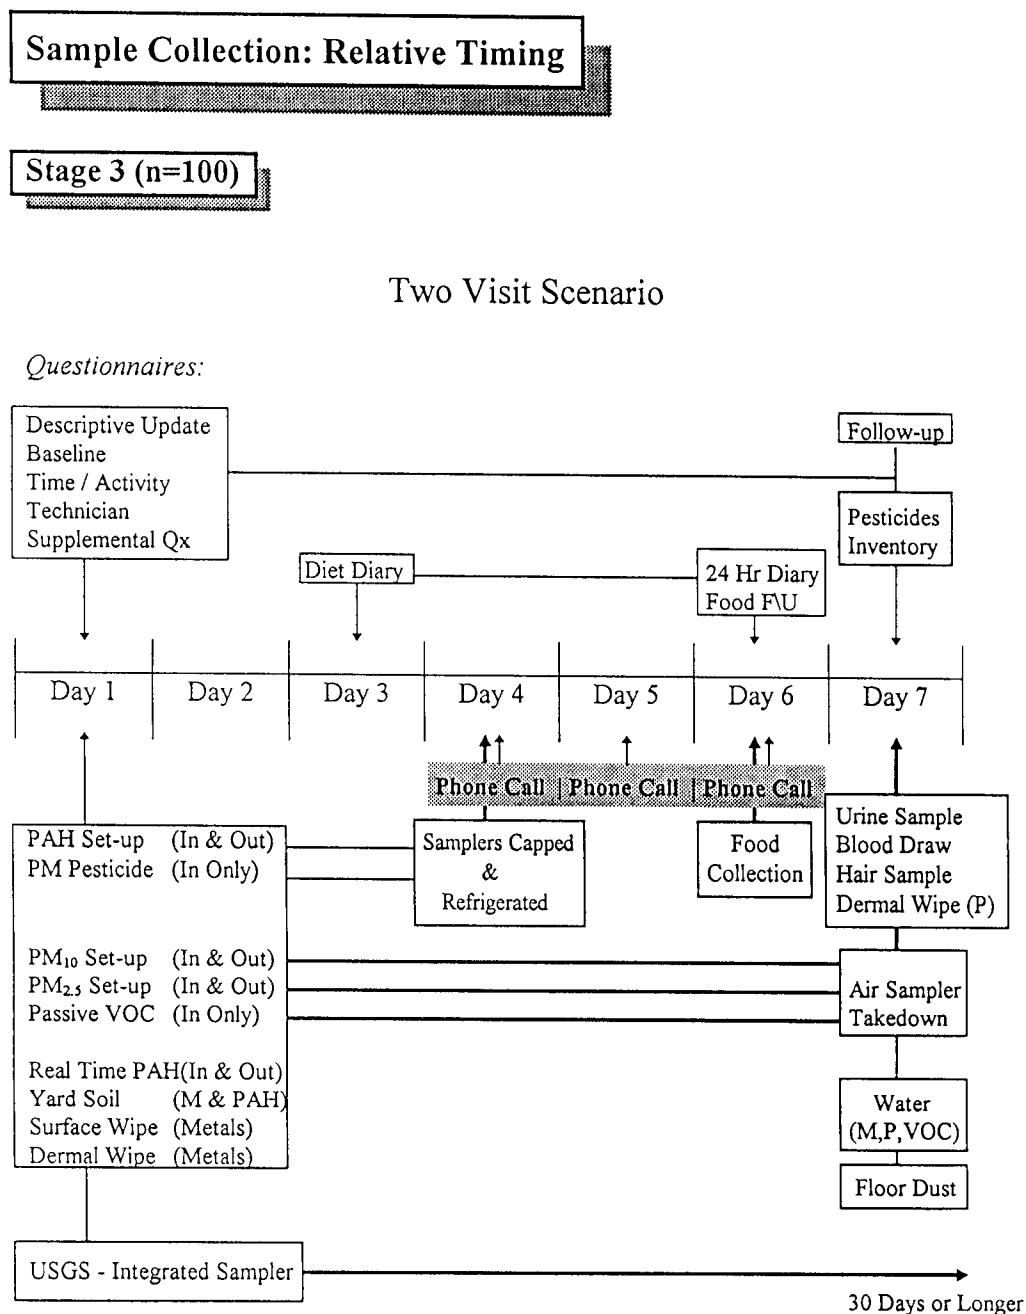 Sample Collection: Relative Timing
Stage 3 (n=100)
Two Visit Scenario
Questionnaires:
Descriptive Update
Baseline
Time / Activity
Technician
Supplemental Qx
Follow-up
Pesticides
Inventory
Diet Diary
24 Hr Diary
Food F\U
Day 1
Day 2
Day 3
Day 4
Day 5
Day 6
Day 7
Phone Call | Phone Call | Phone Call
PAH Set-up (In & Out)
PM Pesticide (In Only)
PM10 Set-up (In & Out)
PM2.5 Set-up (In & Out)
Passive VOC (In Only)
Real Time PAH(In & Out)
Yard Soil (M & PAH)
Surface Wipe (Metals)
Dermal Wipe (Metals)
Samplers Capped
&
Refrigerated
Food
Collection
Urine Sample
Blood Draw
Hair Sample
Dermal Wipe (P)
Air Sampler
Takedown
Water
(M,P,VOC)
Floor Dust
USGS - Integrated Sampler
30 Days or Longer